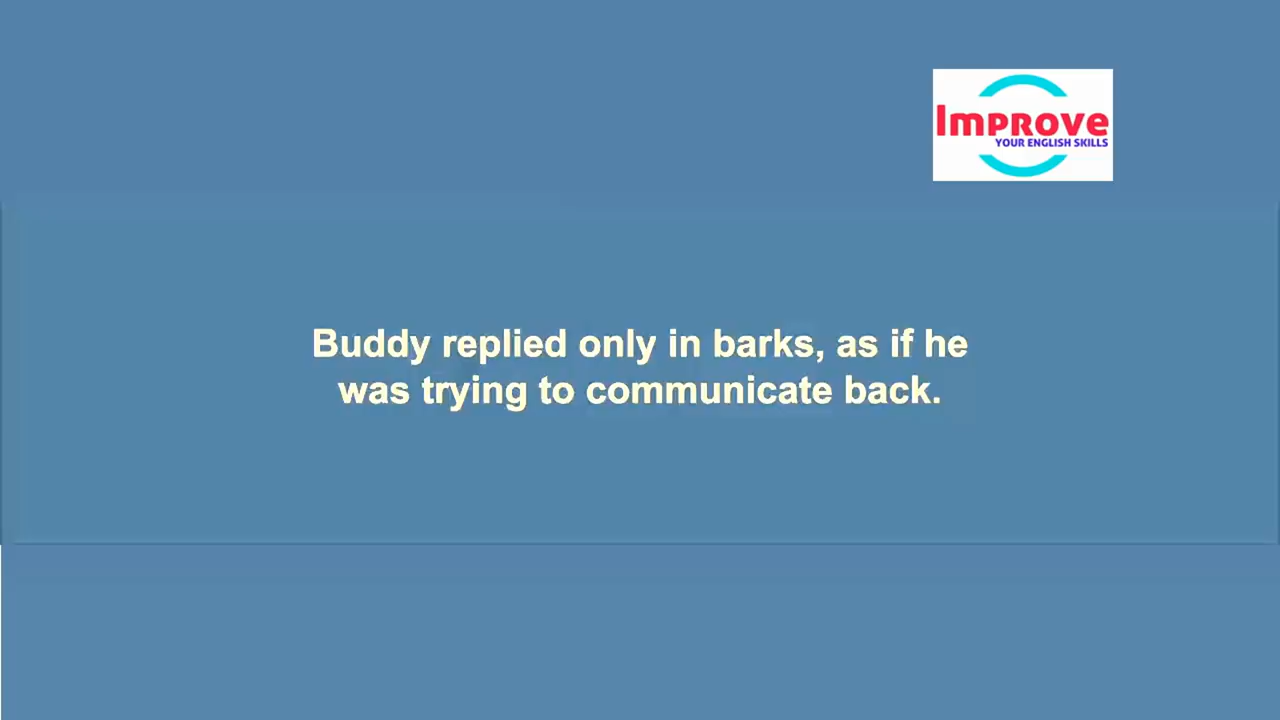 Improve
YOUR ENGLISH SKILLS
Buddy replied only in barks, as if he
was trying to communicate back.